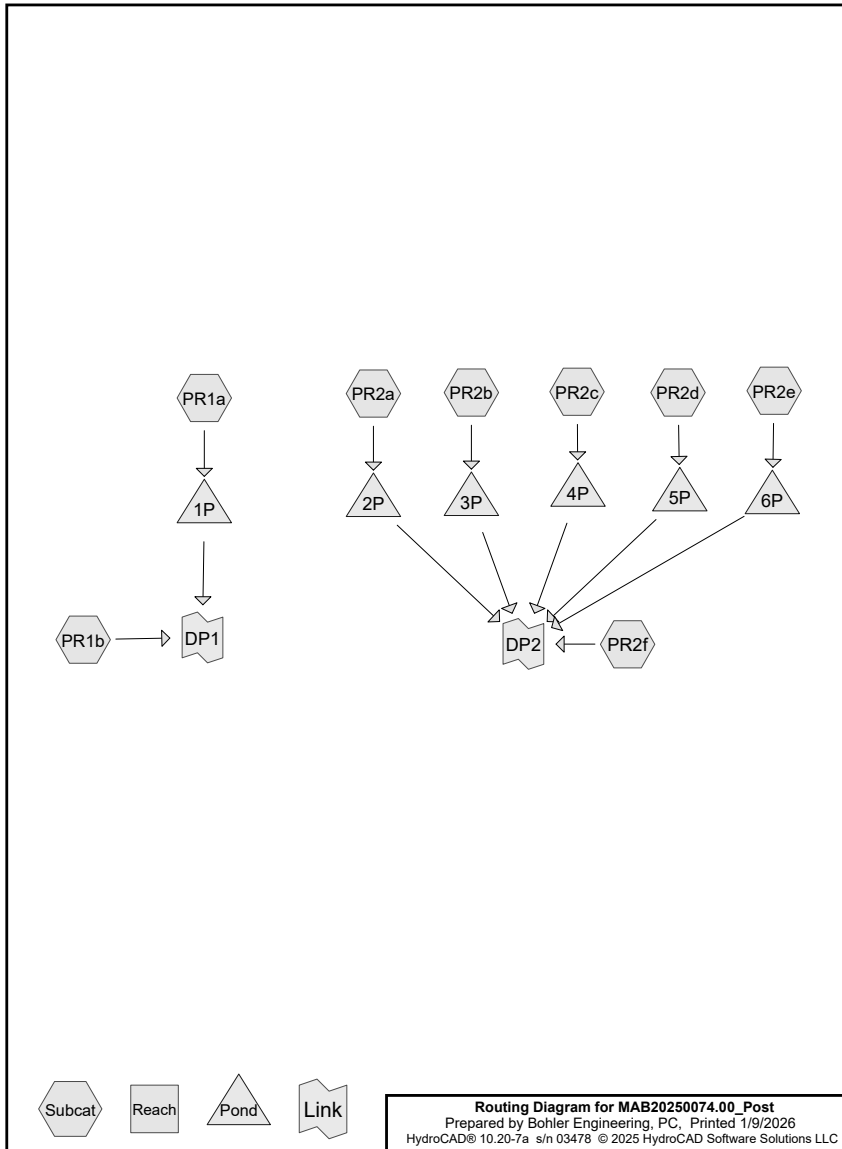 PR1a
PR2a
PR2b
PR2c
PR2d
PR2e
1P
2P
3P
4P
5P
6P
PR1b
DP1
DP2
PR2f
Subcat
Reach
Pond
Link
Routing Diagram for MAB20250074.00_Post
Prepared by Bohler Engineering, PC, Printed 1/9/2026
HydroCAD® 10.20-7a s/n 03478 © 2025 HydroCAD Software Solutions LLC